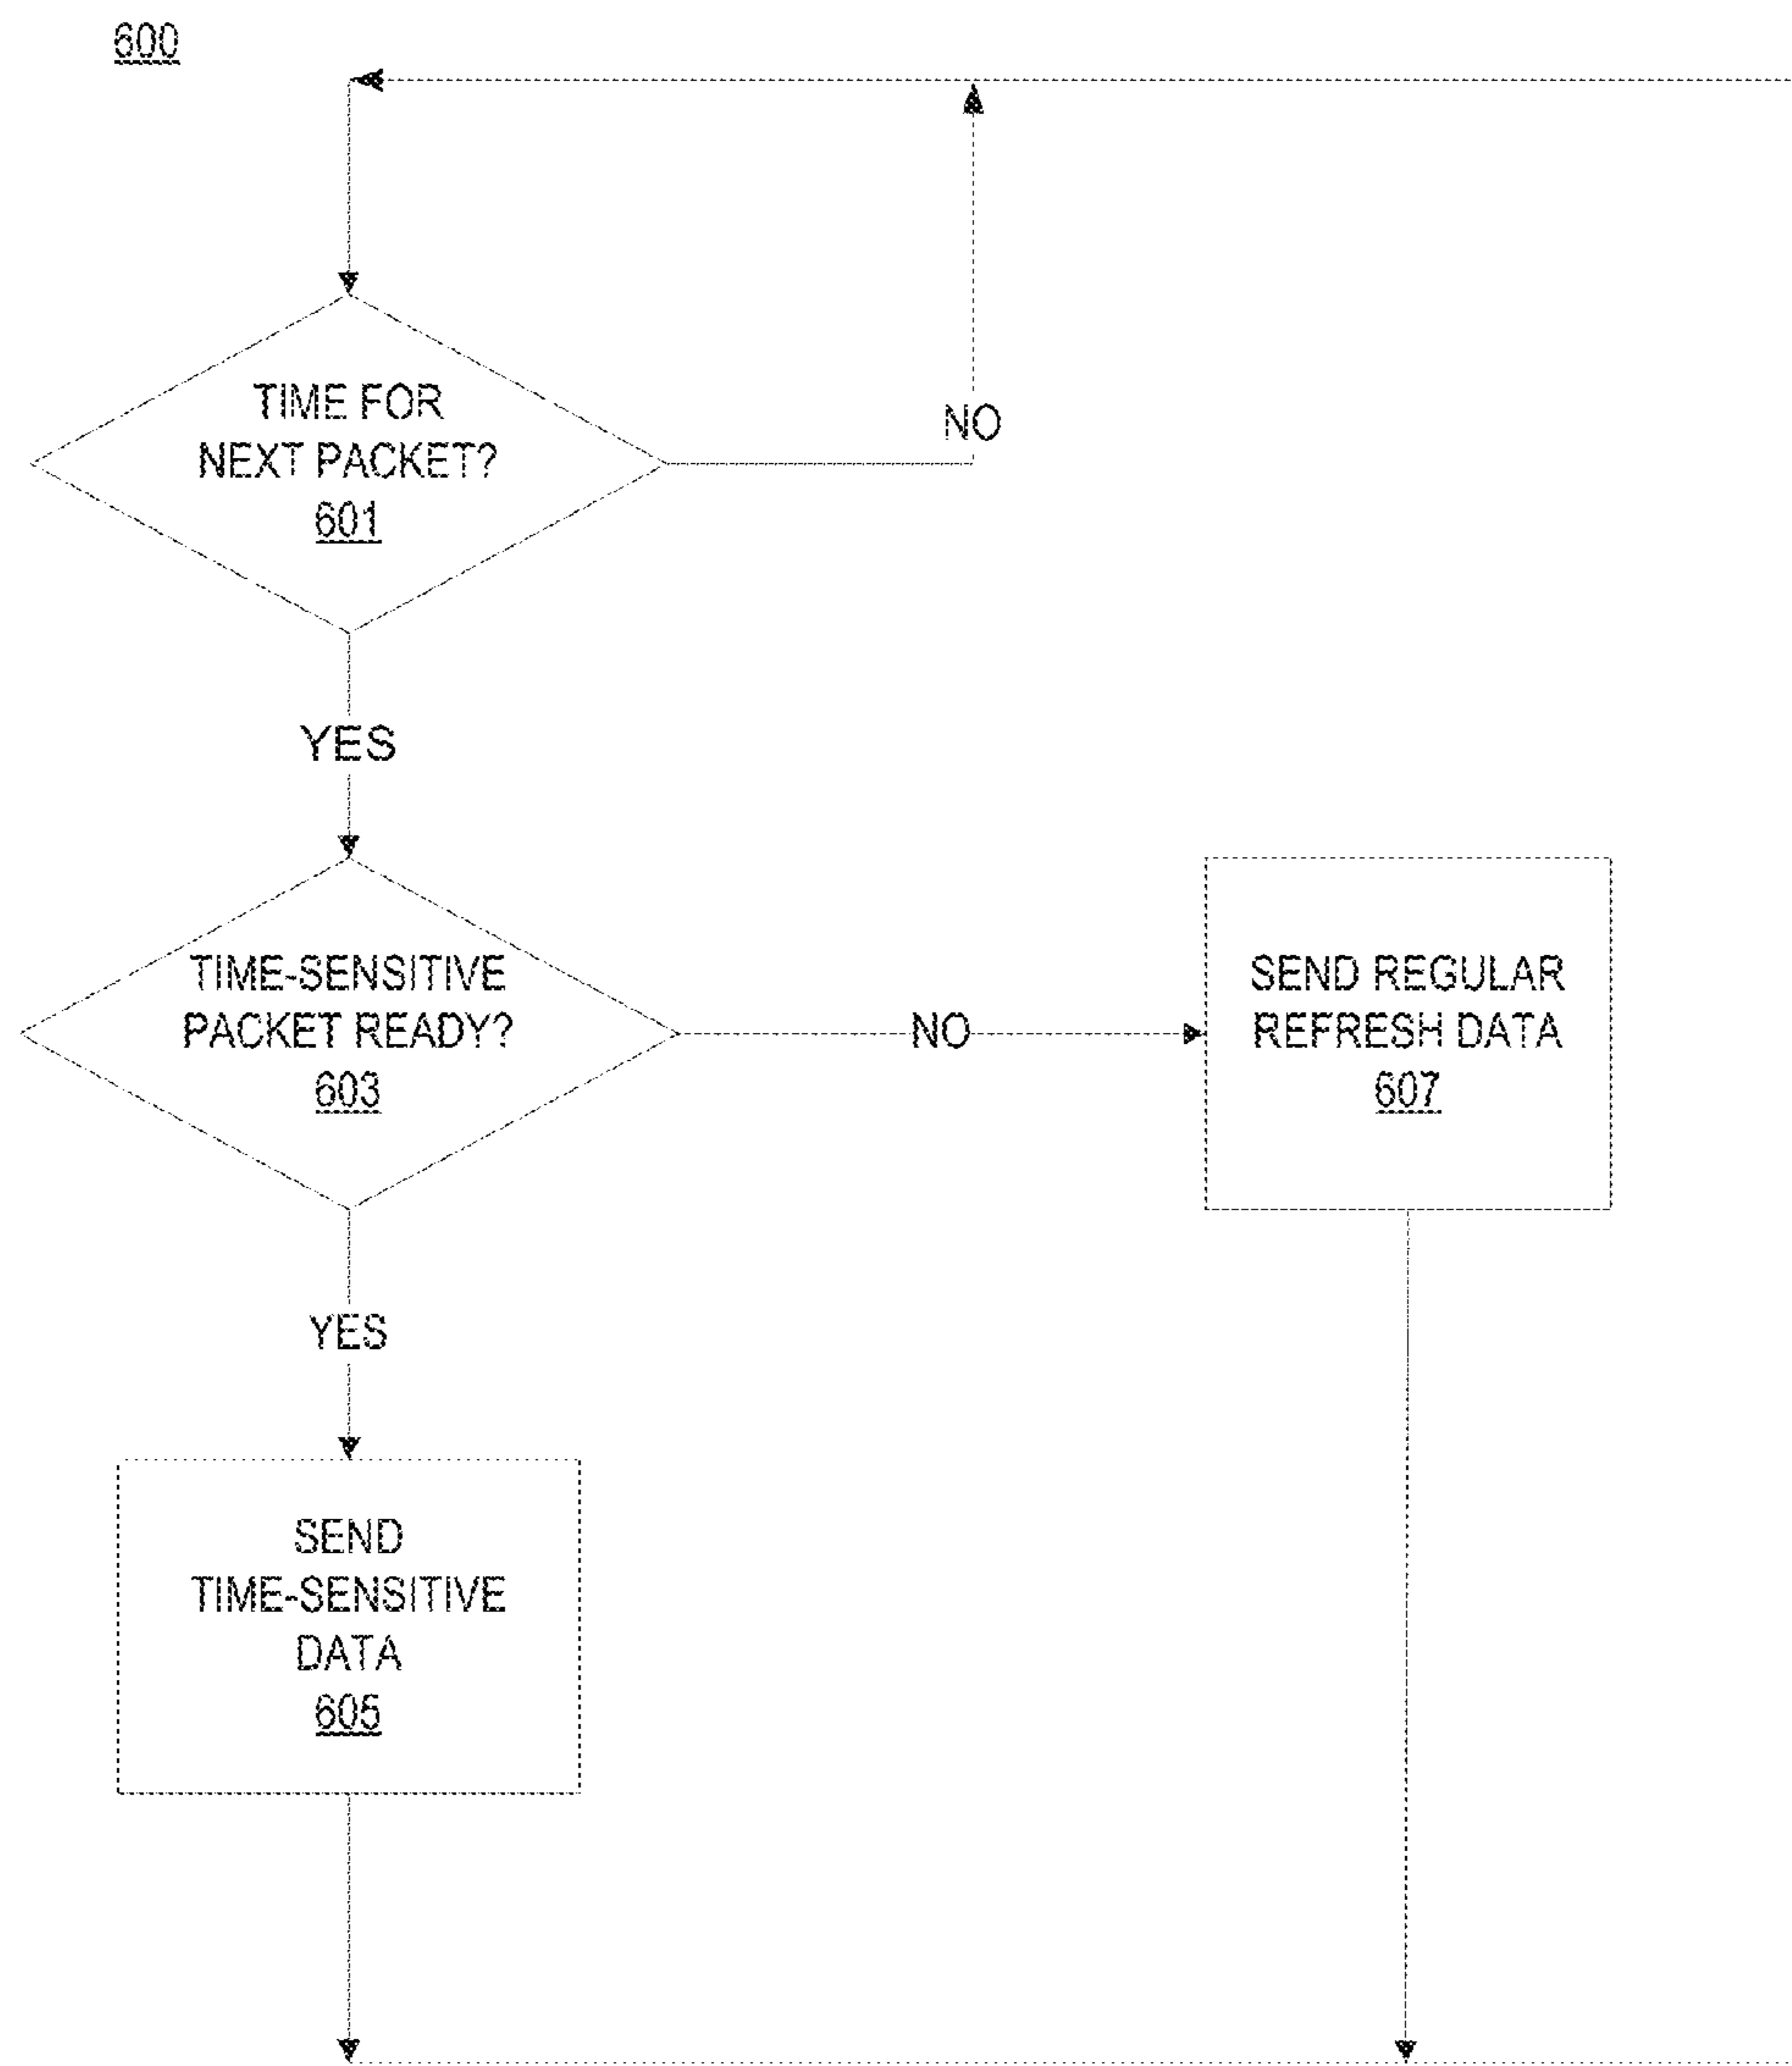 600
TIME FOR
NEXT PACKET?
601
NO
YES
TIME-SENSITIVE
PACKET READY?
603
NO
SEND REGULAR
REFRESH DATA
607
YES
SEND
TIME-SENSITIVE
DATA
605